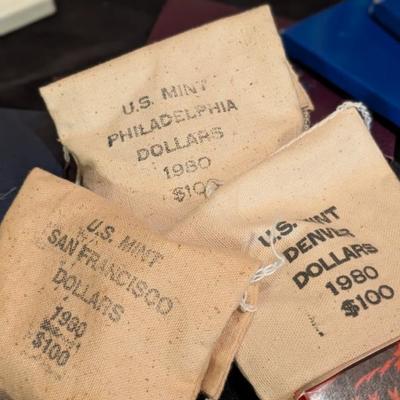 U.S. MINT
PHILADELPHIA
DOLLARS
1980
$100
U.S. MINT
SAN FRANCISCO
DOLLARS
1980
$100
U.S. MINT
DENVER
DOLLARS
1980
$100